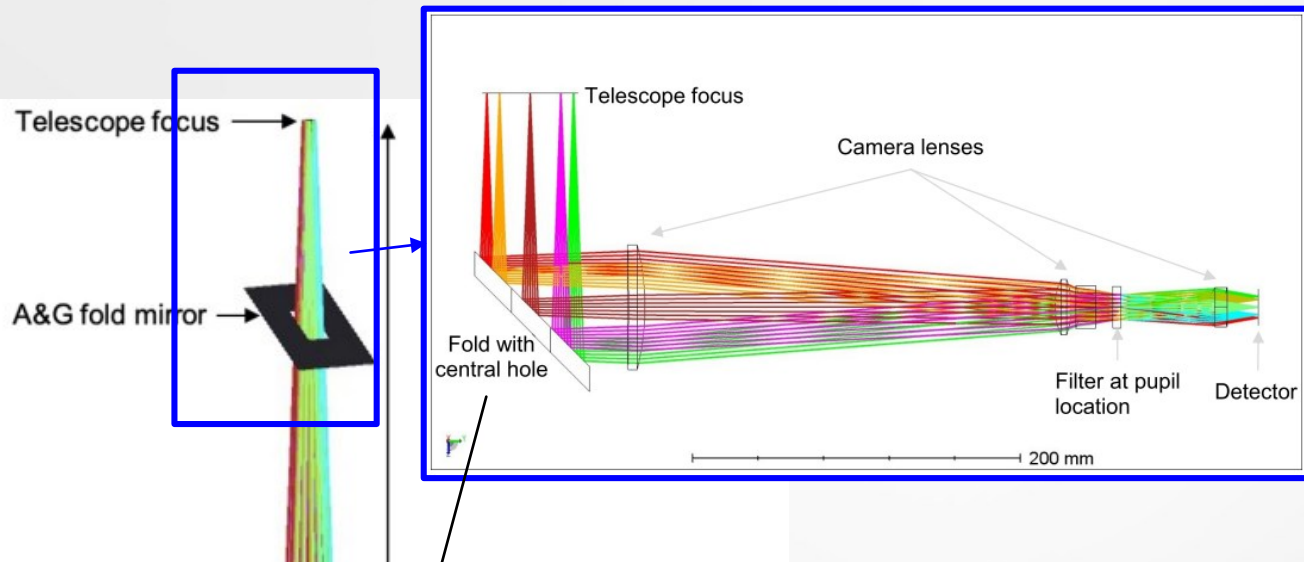 Telescope focus
A&G fold mirror
Telescope focus
Camera lenses
Fold with
central hole
Filter at pupil
location
Detector
200 mm